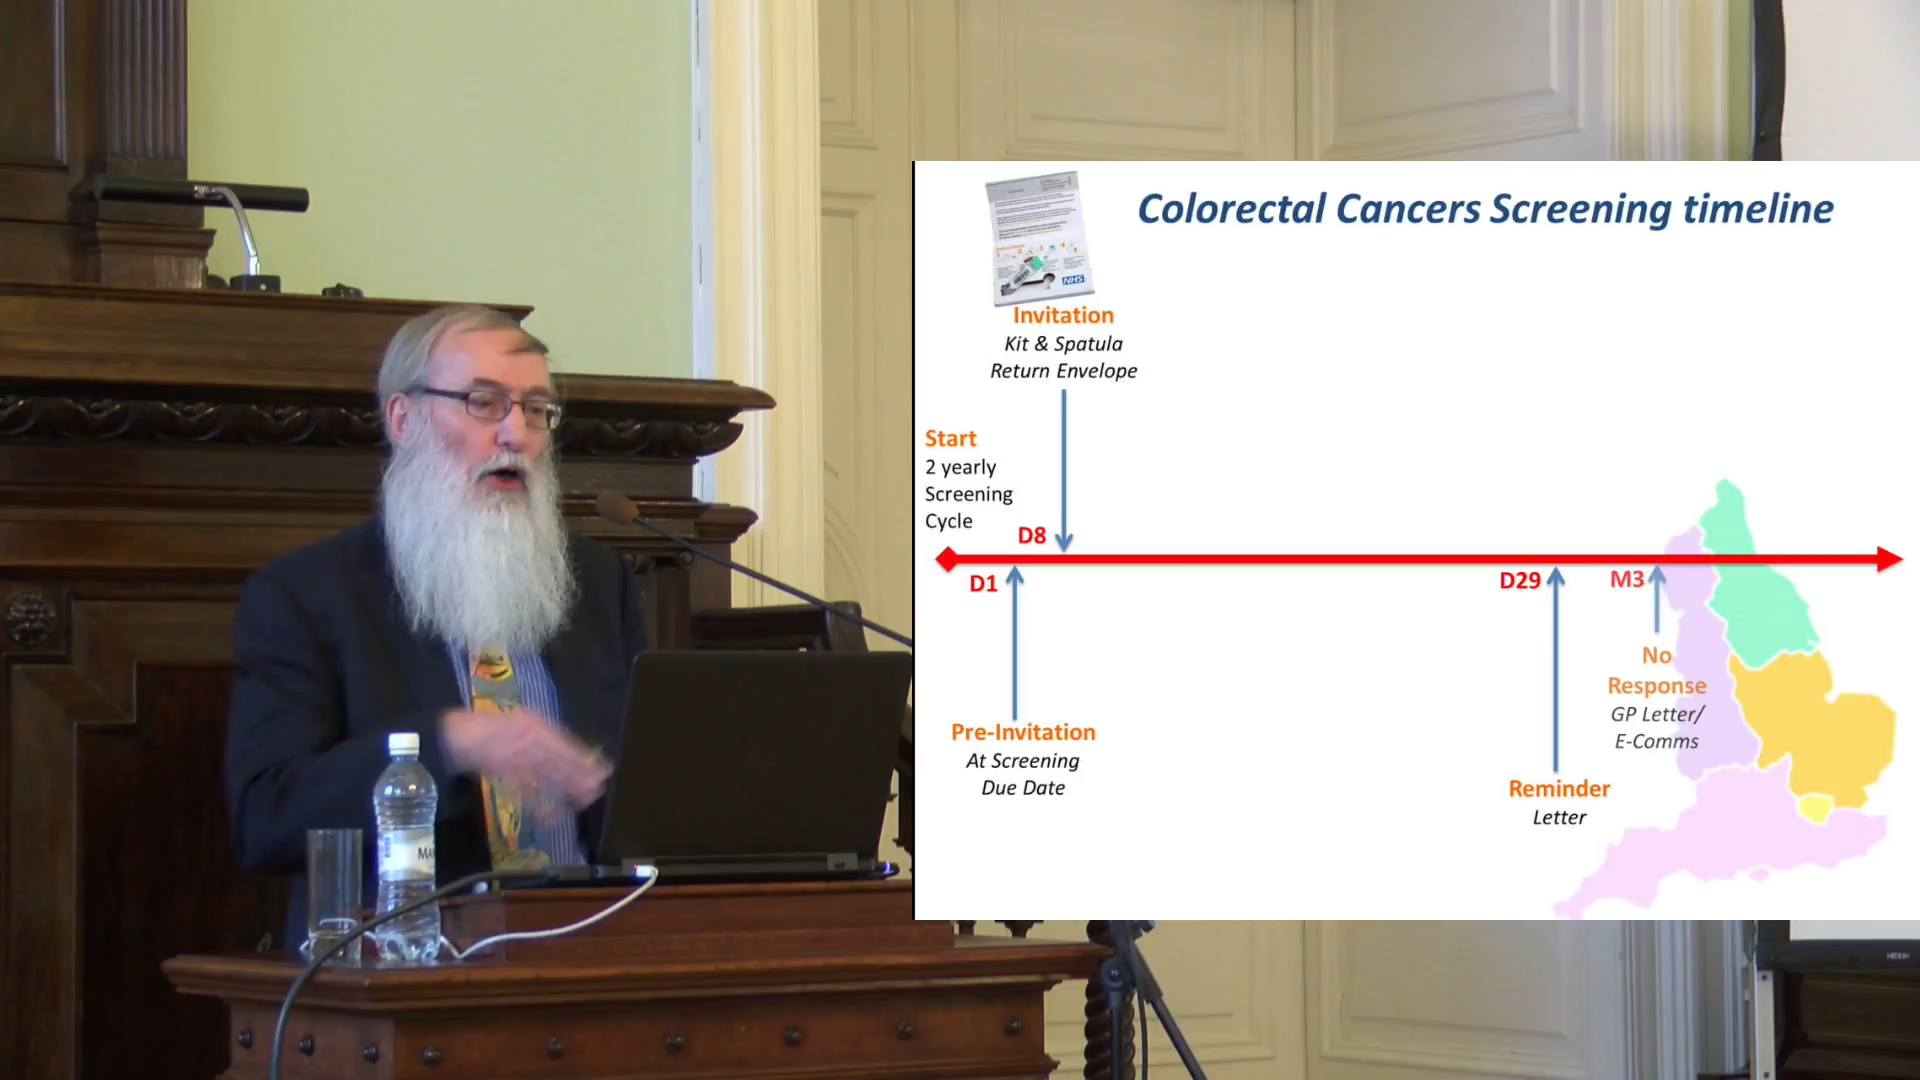 Colorectal Cancers Screening timeline
NHS
Invitation
Kit & Spatula
Return Envelope
Start
2 yearly
Screening
Cycle
D8
D1
D29
M3
Pre-Invitation
At Screening
Due Date
No
Response
GP Letter/
E-Comms
Reminder
Letter